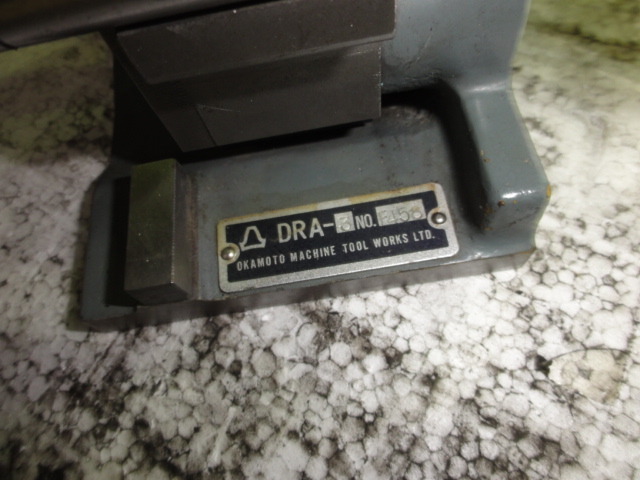 DRA- NO.
OKAMOTO MACHINE TOOL WORKS LTD.